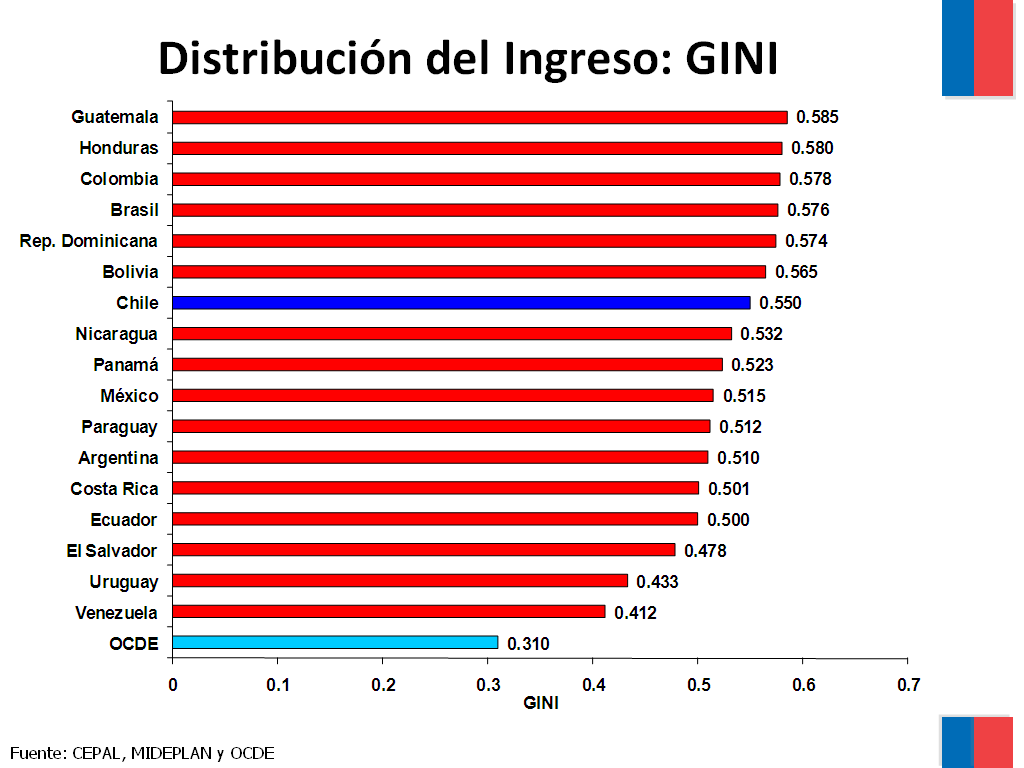 Distribución del Ingreso: GINI
Guatemala 0.585
Honduras 0.580
Colombia 0.578
Brasil 0.576
Rep. Dominicana 0.574
Bolivia 0.565
Chile 0.550
Nicaragua 0.532
Panamá 0.523
México 0.515
Paraguay 0.512
Argentina 0.510
Costa Rica 0.501
Ecuador 0.500
El Salvador 0.478
Uruguay 0.433
Venezuela 0.412
OCDE 0.310
0 0.1 0.2 0.3 0.4 0.5 0.6 0.7
GINI
Fuente: CEPAL, MIDEPLAN y OCDE